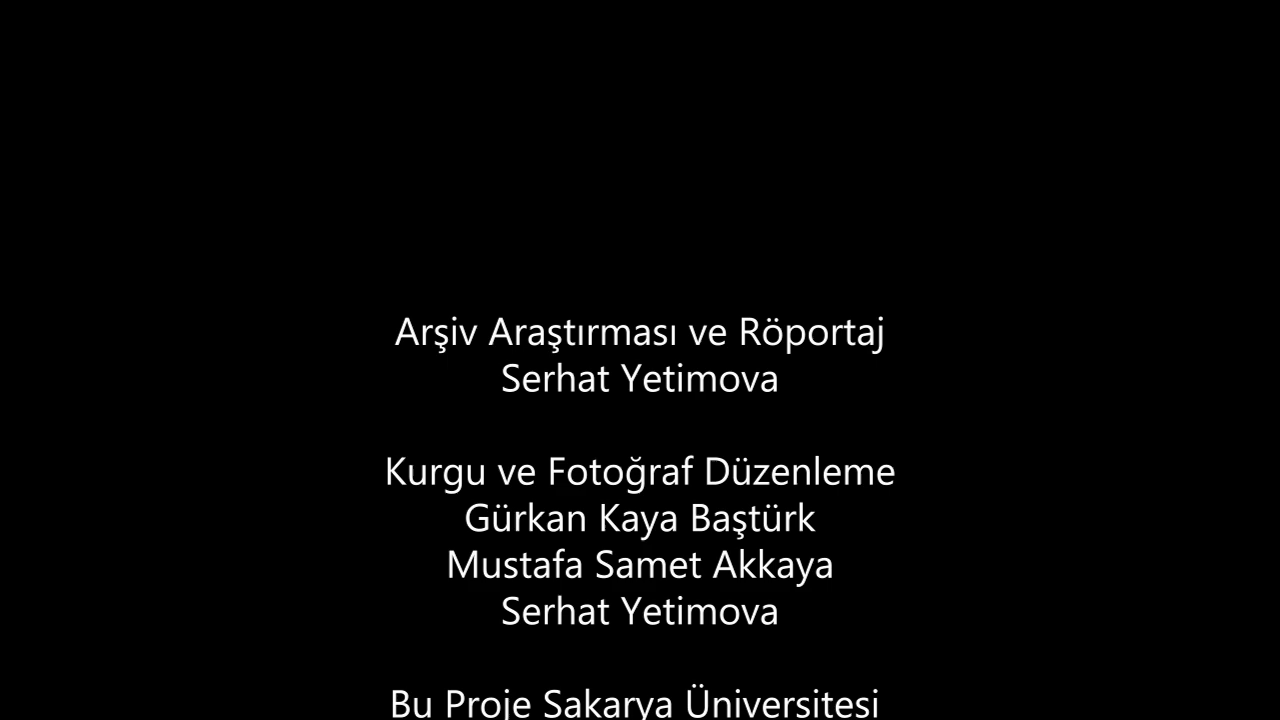 Arşiv Araştırması ve Röportaj
Serhat Yetimova
Kurgu ve Fotoğraf Düzenleme
Gürkan Kaya Baştürk
Mustafa Samet Akkaya
Serhat Yetimova
Bu Proje Sakarya Üniversitesi